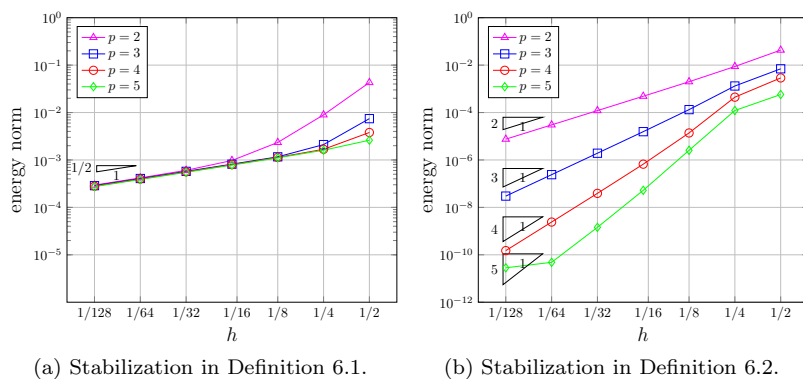 10^0
10^−1
10^−2
10^−3
10^−4
10^−5
energy norm
p = 2
p = 3
p = 4
p = 5
1/2
1
1/128 1/64 1/32 1/16 1/8 1/4 1/2
h
(a) Stabilization in Definition 6.1.
10^0
10^−2
10^−4
10^−6
10^−8
10^−10
10^−12
energy norm
p = 2
p = 3
p = 4
p = 5
2
1
3
1
4
1
5
1
1/128 1/64 1/32 1/16 1/8 1/4 1/2
h
(b) Stabilization in Definition 6.2.